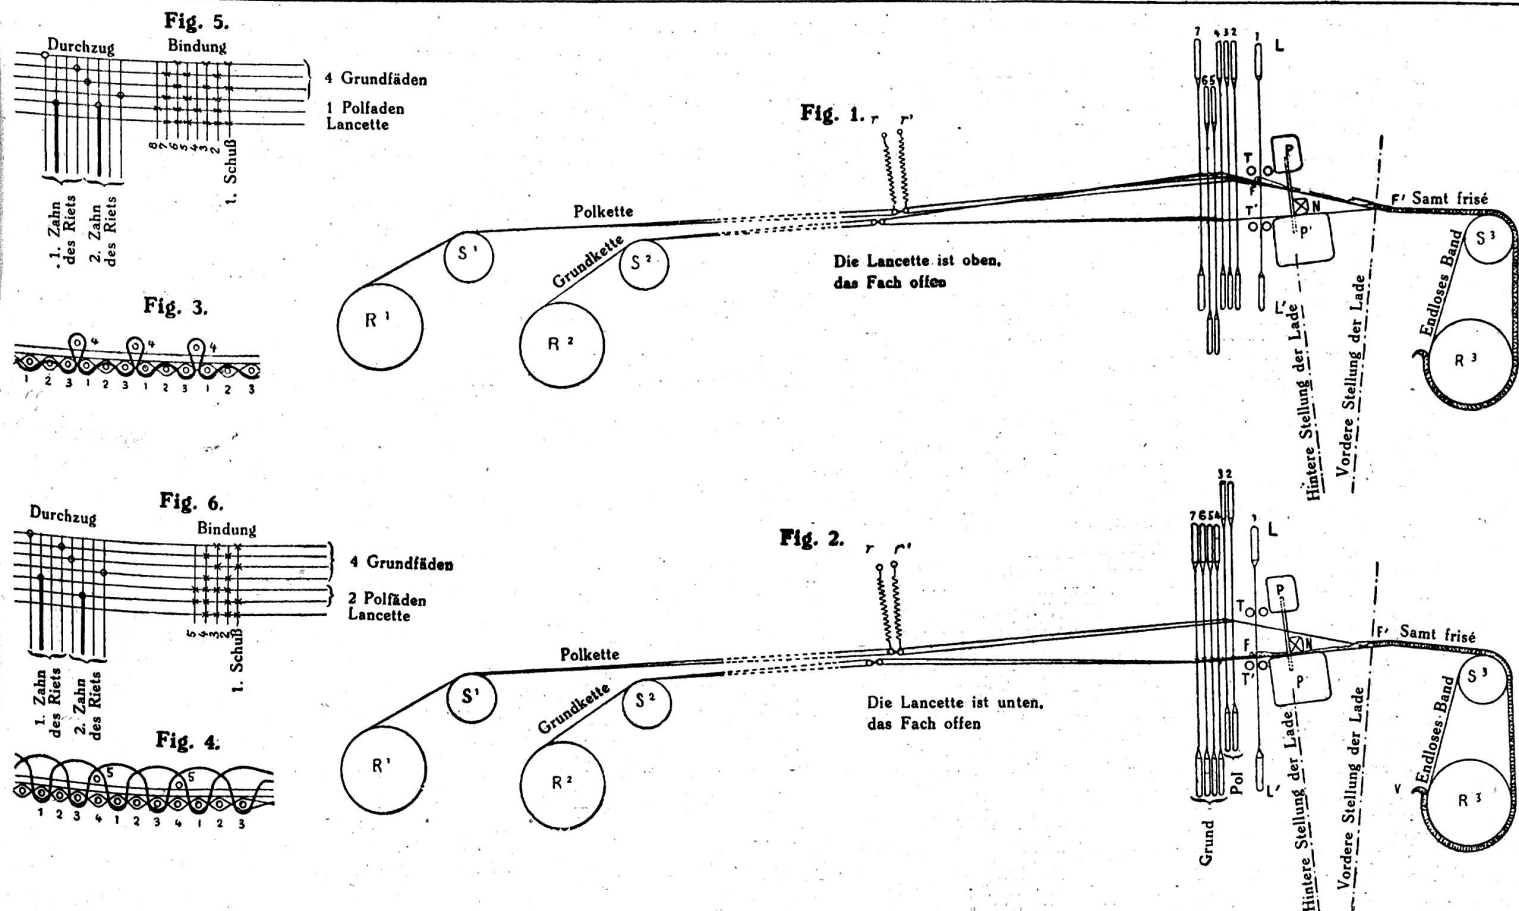 Fig. 5.
Durchzug
Bindung
4 Grundfäden
1 Polfaden
Lancette
8 7 6 5 4 3 2
1. Schuß
1. Zahn
des Riets
2. Zahn
des Riets
Fig. 3.
4 4 4
1 2 3 1 2 3 1 2 3 1 2 3
Fig. 1.
r r'
7 6 5 4 3 2 1 L
Polkette
Grundkette
S¹
S²
R¹
R²
Die Lancette ist oben,
das Fach offen
T
P
F
N
T'
P'
L'
F' Samt frisé
S³
Endloses Band
R³
Hintere Stellung der Lade
Vordere Stellung der Lade
Fig. 6.
Durchzug
Bindung
4 Grundfäden
2 Polfäden
Lancette
5 4 3 2
1. Schuß
1. Zahn
des Riets
2. Zahn
des Riets
Fig. 4.
5 5
1 2 3 4 1 2 3 4 1 2 3
Fig. 2.
r r'
7 6 5 4 3 2 L
Polkette
Grundkette
S¹
S²
R¹
R²
Die Lancette ist unten,
das Fach offen
T
P
F
N
T'
P
L'
Pol
Grund
F' Samt frisé
S³
Endloses Band
V
R³
Hintere Stellung der Lade
Vordere Stellung der Lade